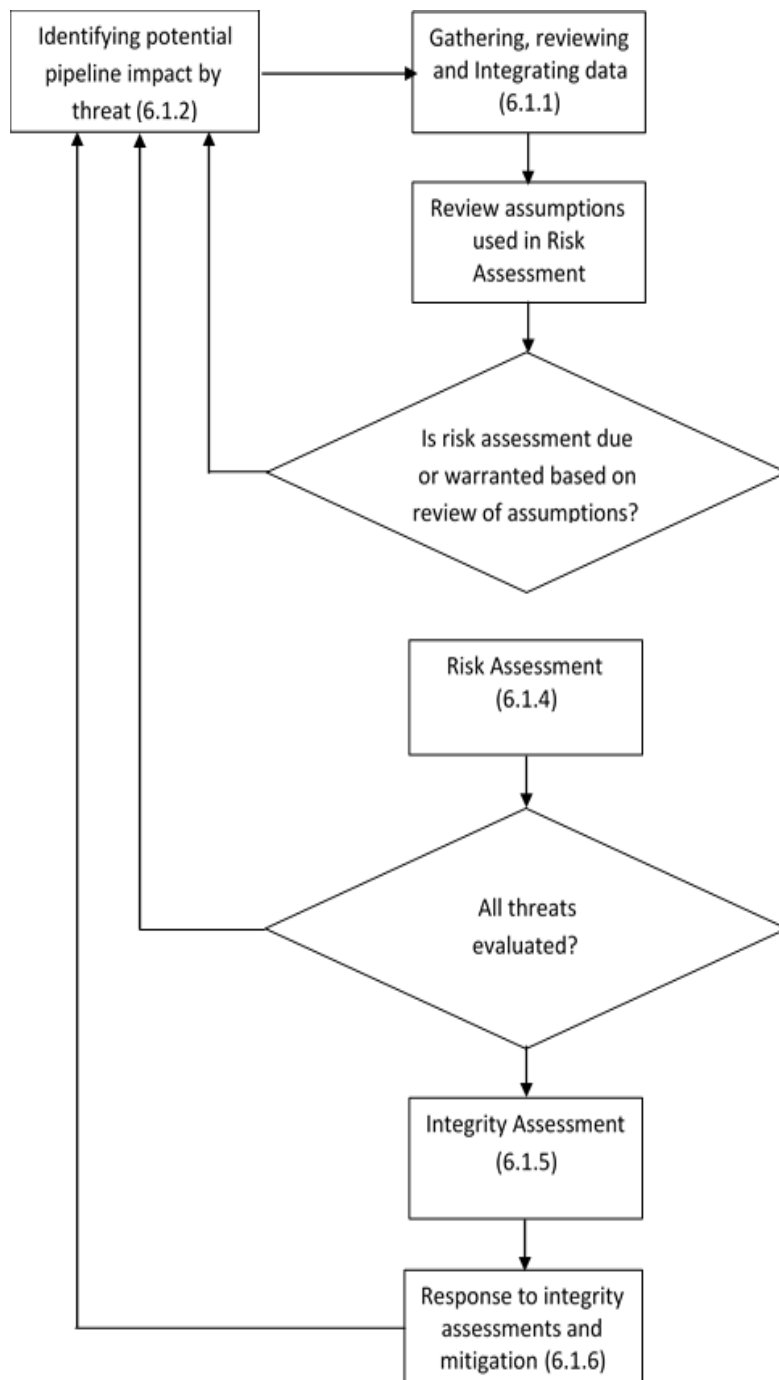 Identifying potential
pipeline impact by
threat (6.1.2)
Gathering, reviewing
and Integrating data
(6.1.1)
Review assumptions
used in Risk
Assessment
Is risk assessment due
or warranted based on
review of assumptions?
Risk Assessment
(6.1.4)
All threats
evaluated?
Integrity Assessment
(6.1.5)
Response to integrity
assessments and
mitigation (6.1.6)